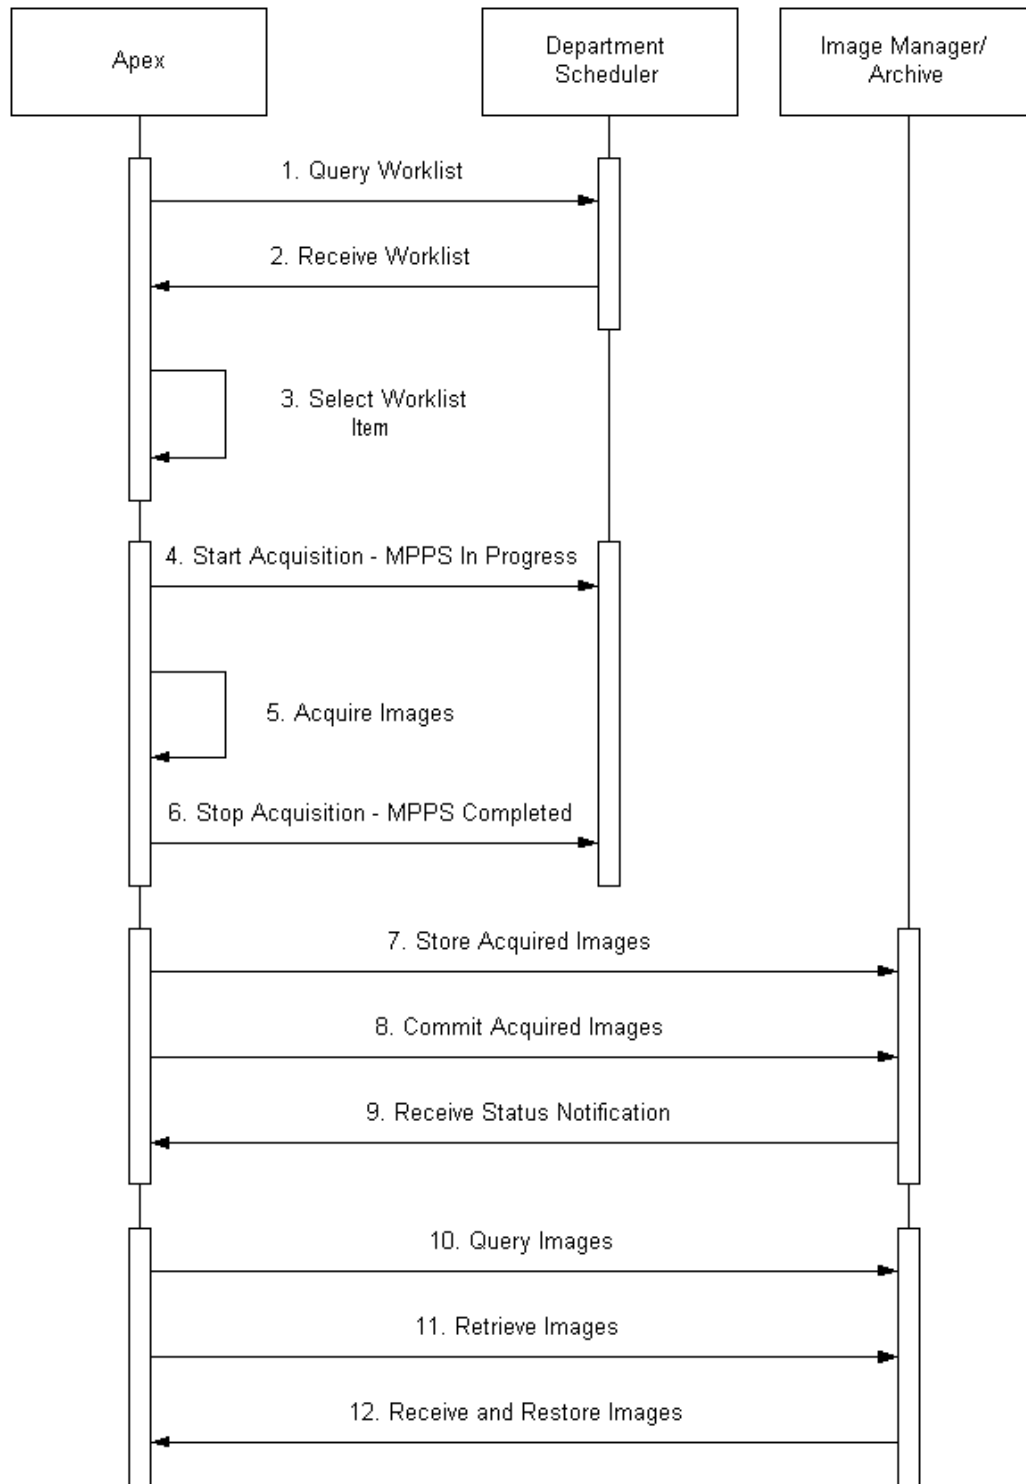 Apex
Department
Scheduler
Image Manager/
Archive
1. Query Worklist
2. Receive Worklist
3. Select Worklist
Item
4. Start Acquisition - MPPS In Progress
5. Acquire Images
6. Stop Acquisition - MPPS Completed
7. Store Acquired Images
8. Commit Acquired Images
9. Receive Status Notification
10. Query Images
11. Retrieve Images
12. Receive and Restore Images